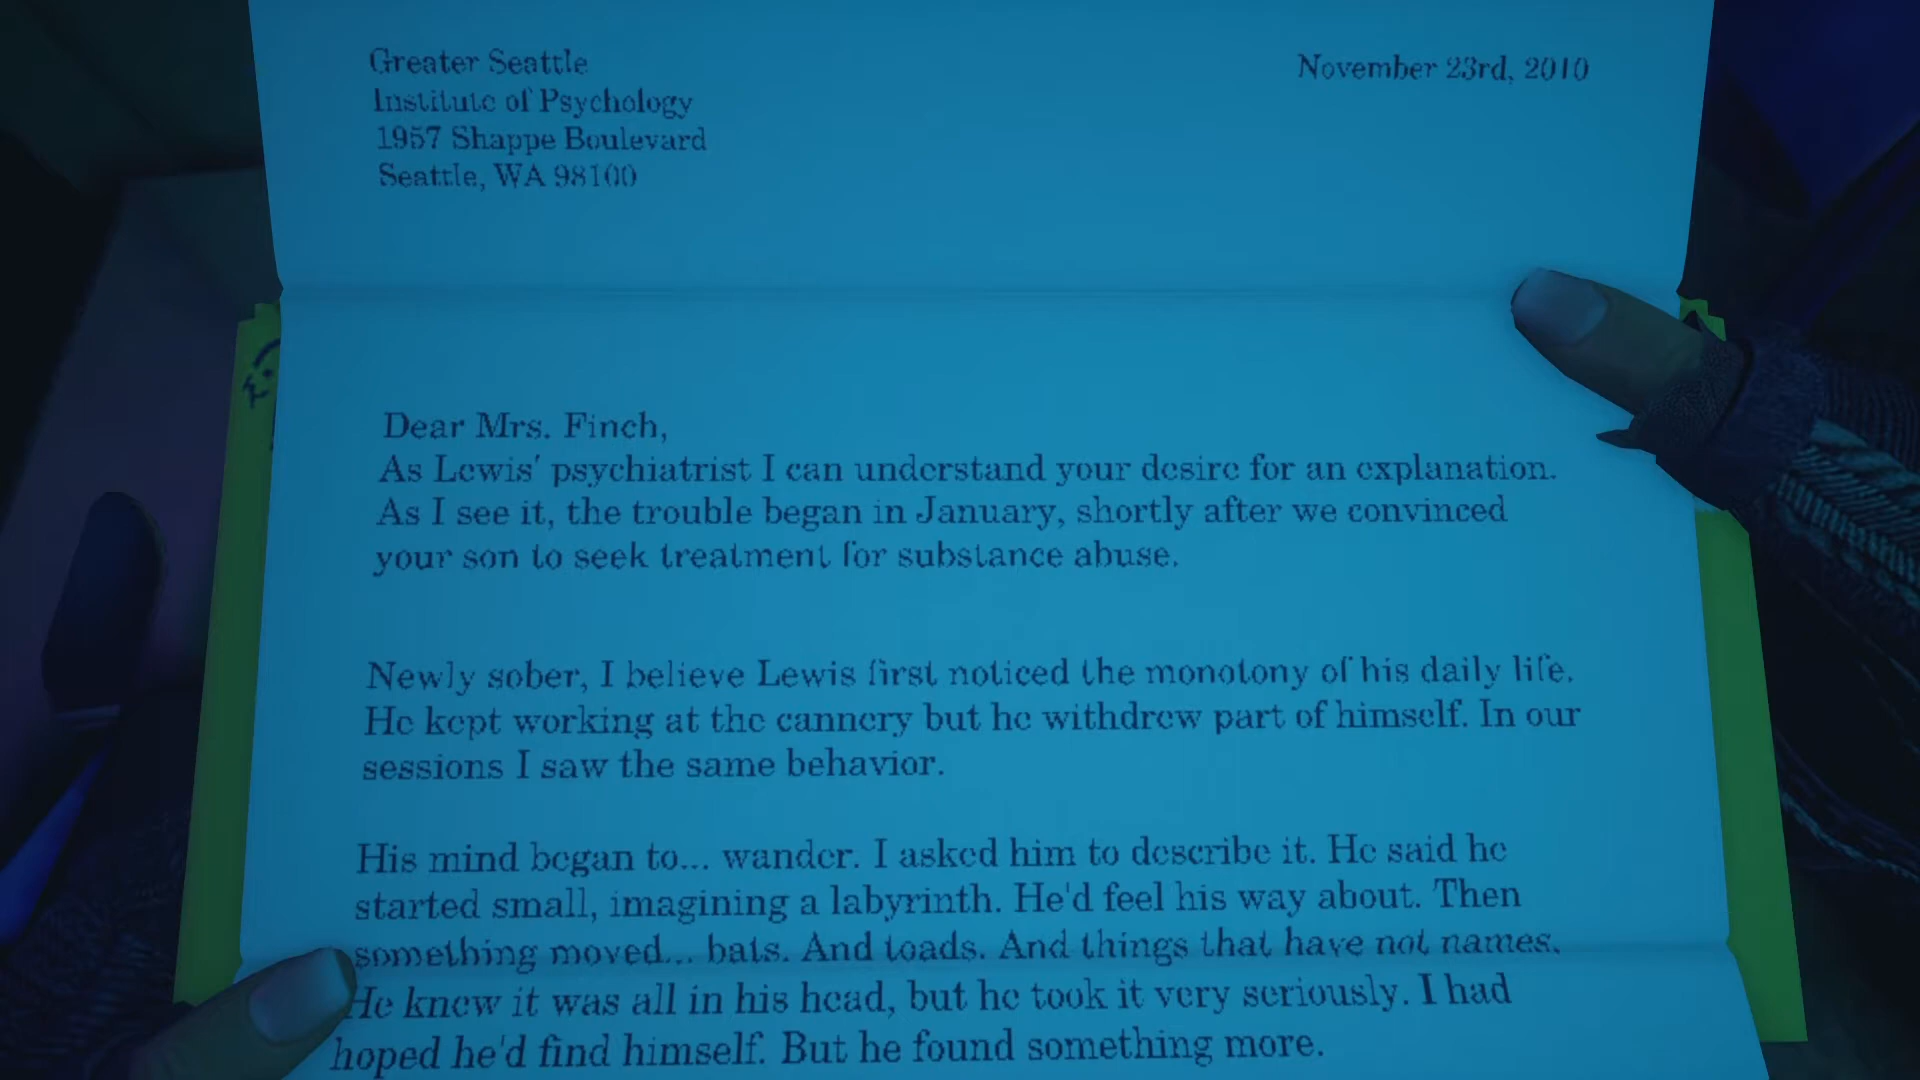 Greater Seattle
Institute of Psychology
1957 Shappe Boulevard
Seattle, WA 98100
November 23rd, 2010
Dear Mrs. Finch,
As Lewis' psychiatrist I can understand your desire for an explanation.
As I see it, the trouble began in January, shortly after we convinced
your son to seek treatment for substance abuse.
Newly sober, I believe Lewis first noticed the monotony of his daily life.
He kept working at the cannery but he withdrew part of himself. In our
sessions I saw the same behavior.
His mind began to... wander. I asked him to describe it. He said he
started small, imagining a labyrinth. He'd feel his way about. Then
something moved... bats. And toads. And things that have not names.
He knew it was all in his head, but he took it very seriously. I had
hoped he'd find himself. But he found something more.